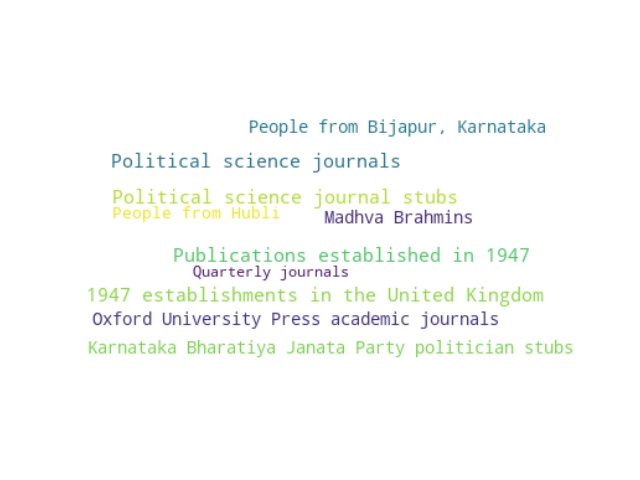 People from Bijapur, Karnataka
Political science journals
Political science journal stubs
People from Hubli
Madhva Brahmins
Publications established in 1947
Quarterly journals
1947 establishments in the United Kingdom
Oxford University Press academic journals
Karnataka Bharatiya Janata Party politician stubs